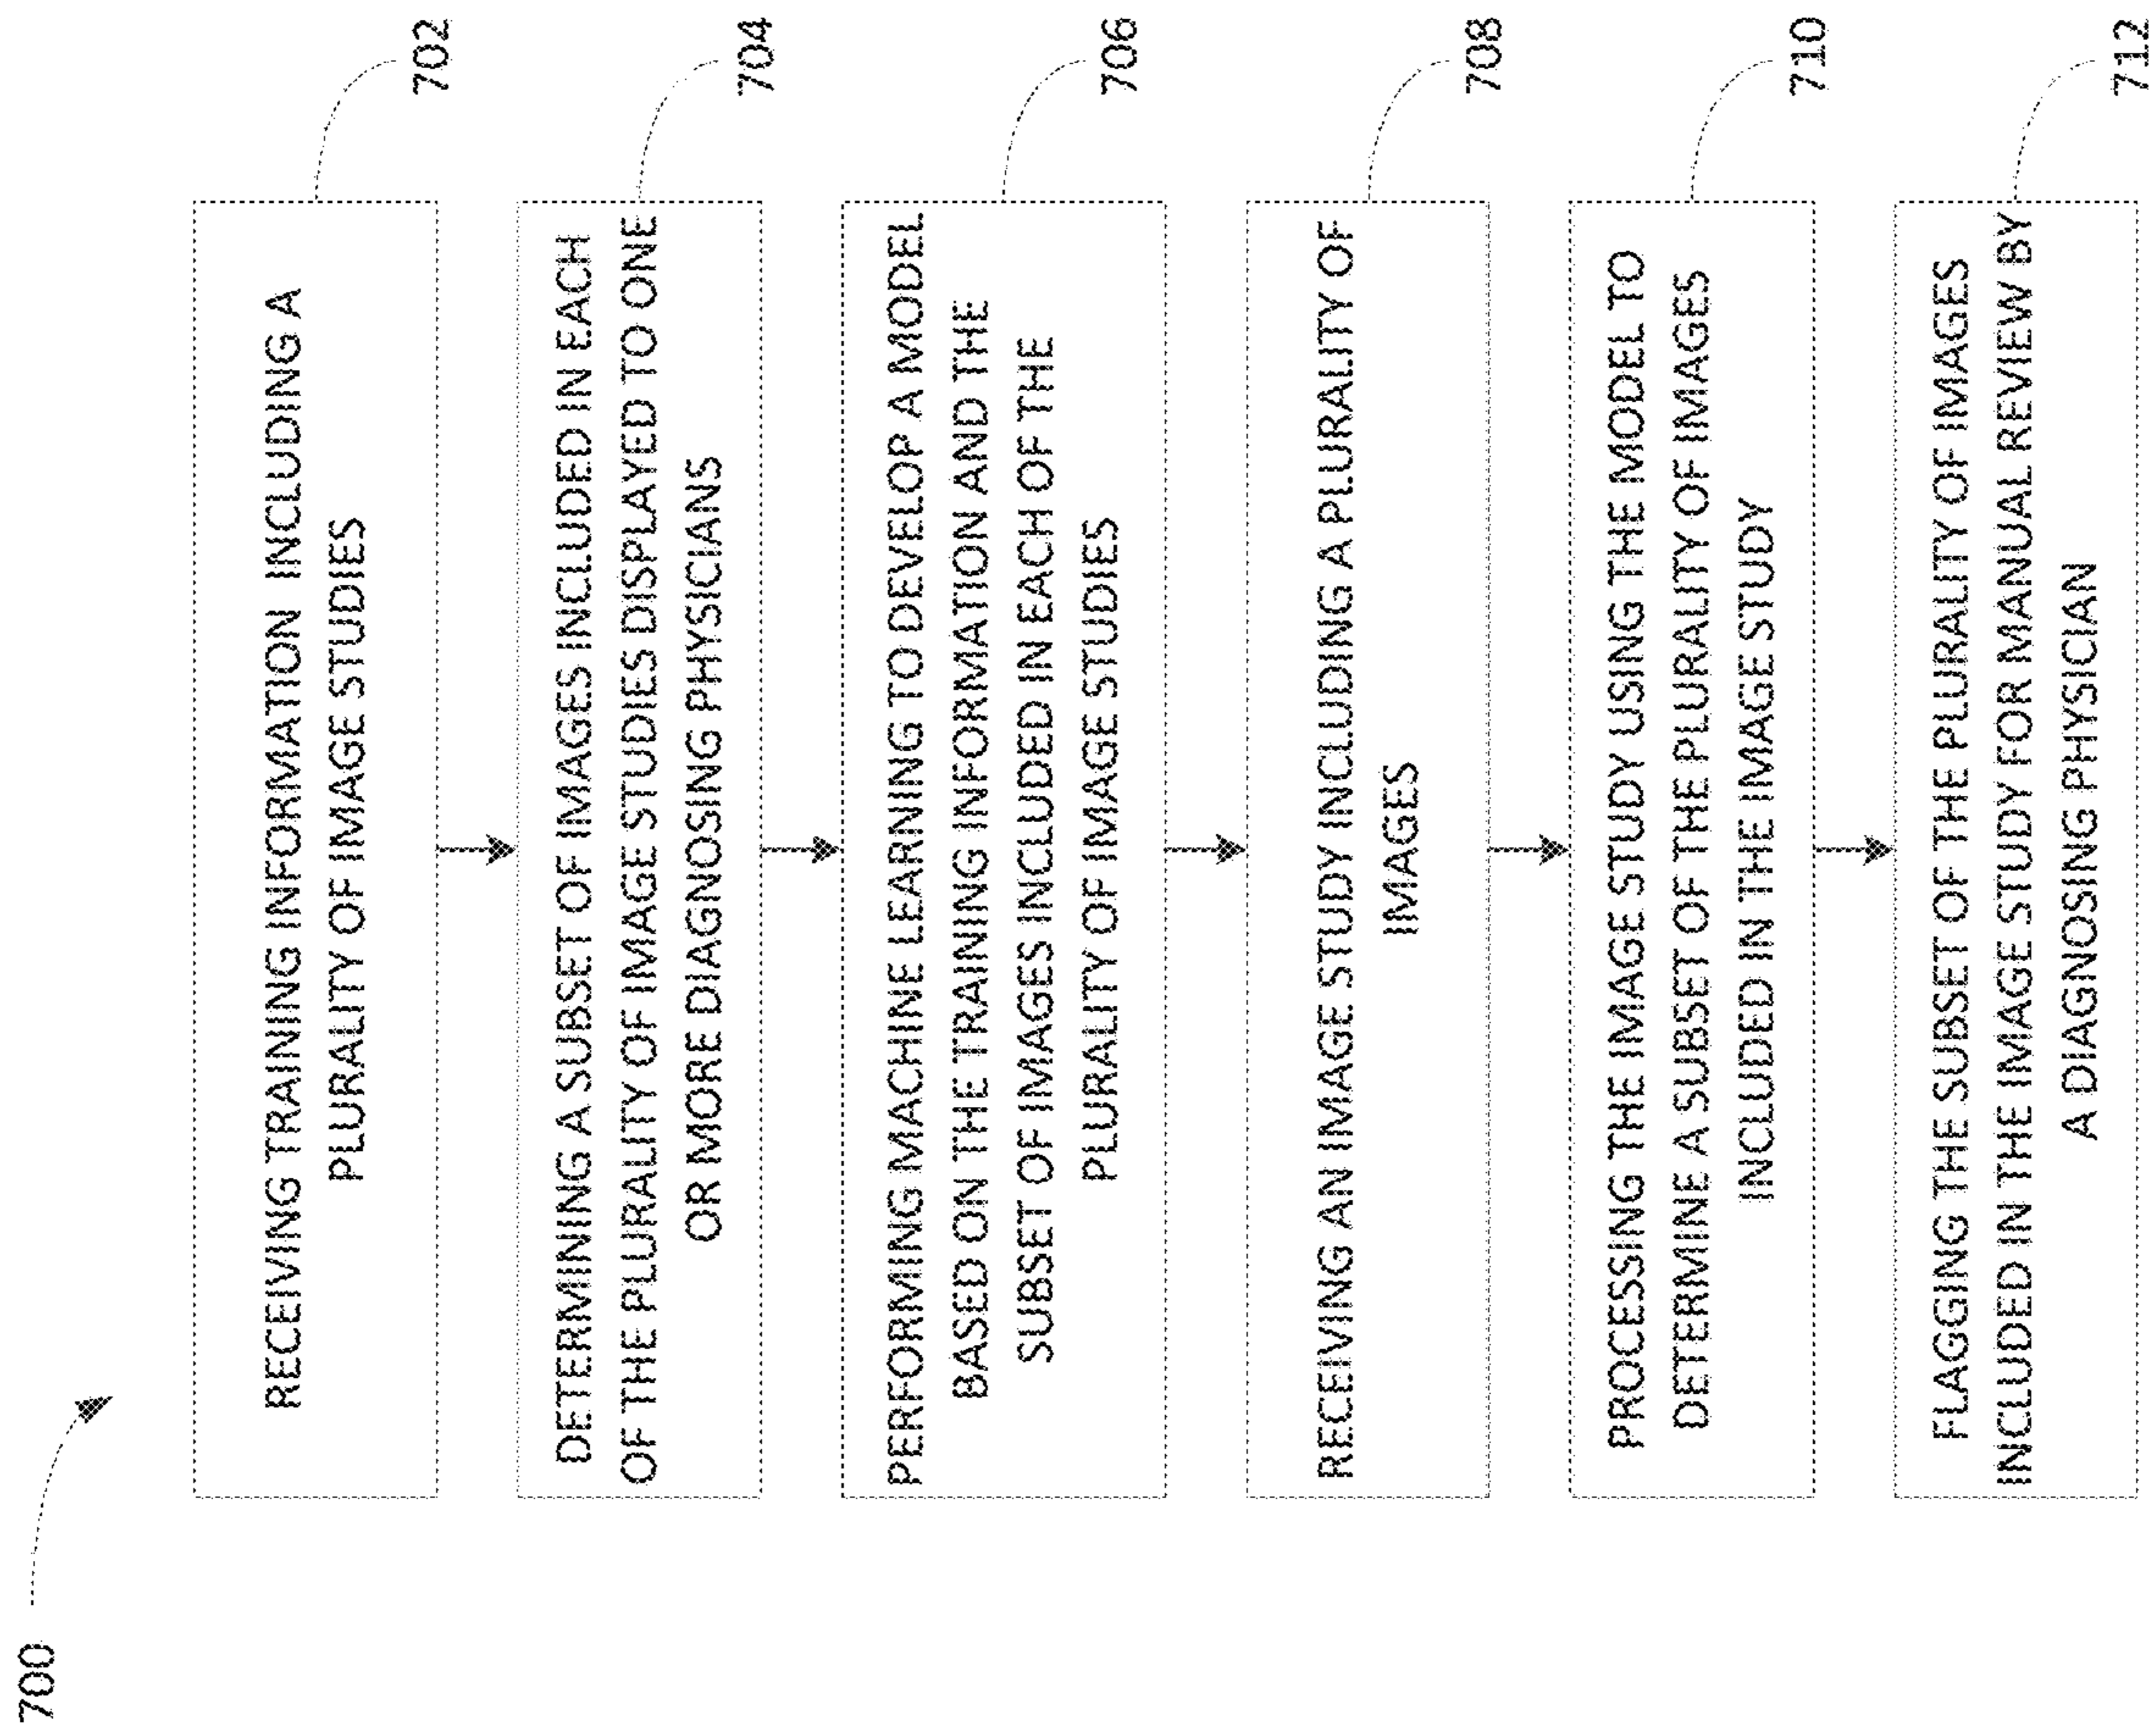 700
RECEIVING TRAINING INFORMATION INCLUDING A
PLURALITY OF IMAGE STUDIES
702
DETERMINING A SUBSET OF IMAGES INCLUDED IN EACH
OF THE PLURALITY OF IMAGE STUDIES DISPLAYED TO ONE
OR MORE DIAGNOSING PHYSICIANS
704
PERFORMING MACHINE LEARNING TO DEVELOP A MODEL
BASED ON THE TRAINING INFORMATION AND THE
SUBSET OF IMAGES INCLUDED IN EACH OF THE
PLURALITY OF IMAGE STUDIES
706
RECEIVING AN IMAGE STUDY INCLUDING A PLURALITY OF
IMAGES
708
PROCESSING THE IMAGE STUDY USING THE MODEL TO
DETERMINE A SUBSET OF THE PLURALITY OF IMAGES
INCLUDED IN THE IMAGE STUDY
710
FLAGGING THE SUBSET OF THE PLURALITY OF IMAGES
INCLUDED IN THE IMAGE STUDY FOR MANUAL REVIEW BY
A DIAGNOSING PHYSICIAN
712